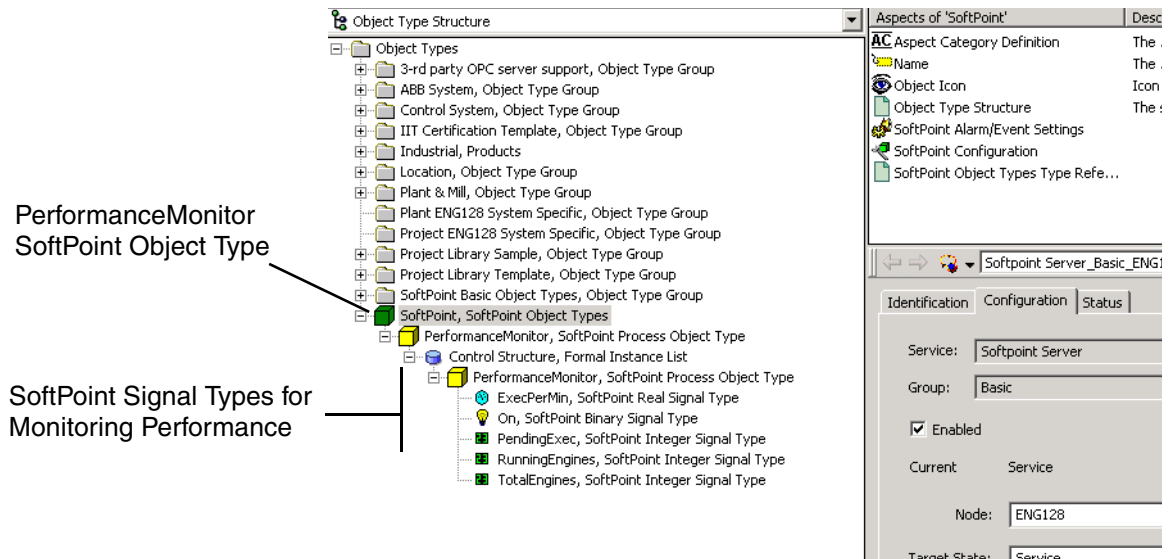 Object Type Structure
Object Types
3-rd party OPC server support, Object Type Group
ABB System, Object Type Group
Control System, Object Type Group
IIT Certification Template, Object Type Group
Industrial, Products
Location, Object Type Group
Plant & Mill, Object Type Group
Plant ENG128 System Specific, Object Type Group
Project ENG128 System Specific, Object Type Group
Project Library Sample, Object Type Group
Project Library Template, Object Type Group
SoftPoint Basic Object Types, Object Type Group
SoftPoint, SoftPoint Object Types
PerformanceMonitor, SoftPoint Process Object Type
Control Structure, Formal Instance List
PerformanceMonitor, SoftPoint Process Object Type
ExecPerMin, SoftPoint Real Signal Type
On, SoftPoint Binary Signal Type
PendingExec, SoftPoint Integer Signal Type
RunningEngines, SoftPoint Integer Signal Type
TotalEngines, SoftPoint Integer Signal Type
PerformanceMonitor
SoftPoint Object Type
SoftPoint Signal Types for
Monitoring Performance
Aspects of 'SoftPoint' Desc
AC Aspect Category Definition The .
Name The .
Object Icon Icon
Object Type Structure The s
SoftPoint Alarm/Event Settings
SoftPoint Configuration
SoftPoint Object Types Type Refe...
Softpoint Server_Basic_ENG1
Identification Configuration Status
Service: Softpoint Server
Group: Basic
Enabled
Current Service
Node: ENG128
Target State: Service